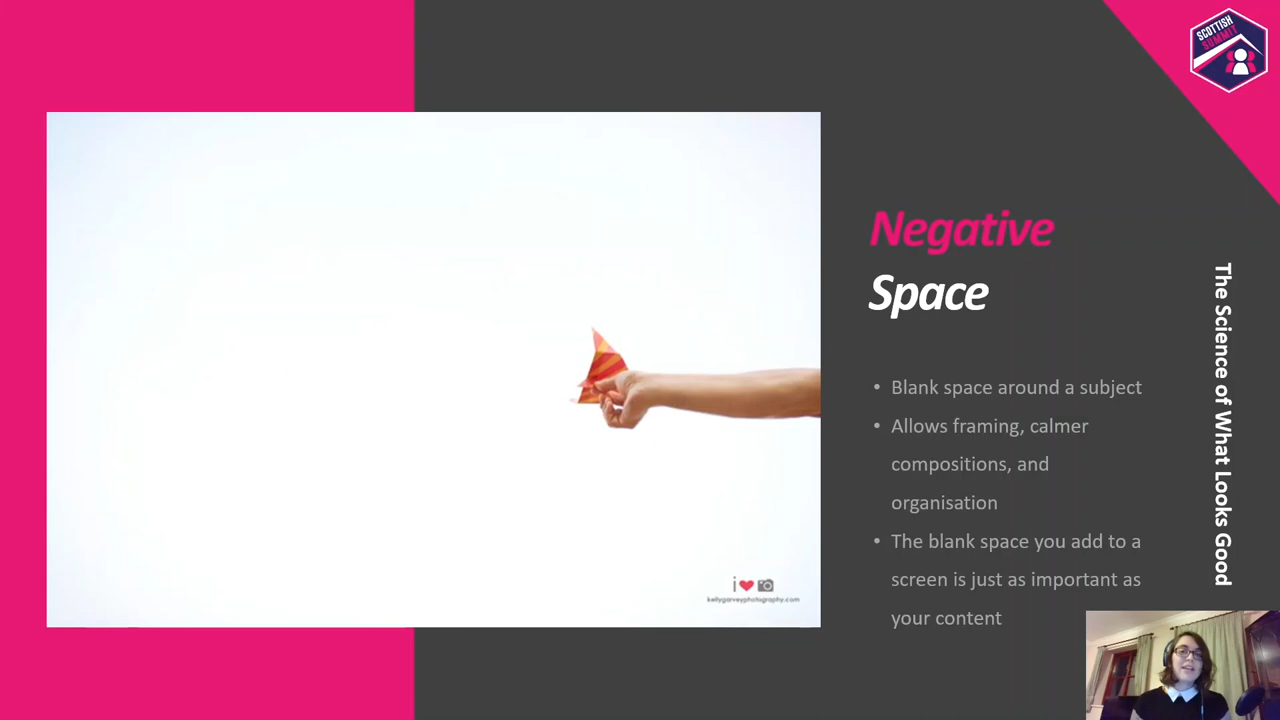 SCOTTISH
SUMMIT
Negative
Space
• Blank space around a subject
• Allows framing, calmer
compositions, and
organisation
• The blank space you add to a
screen is just as important as
your content
The Science of What Looks Good
i
kellygarveyphotography.com